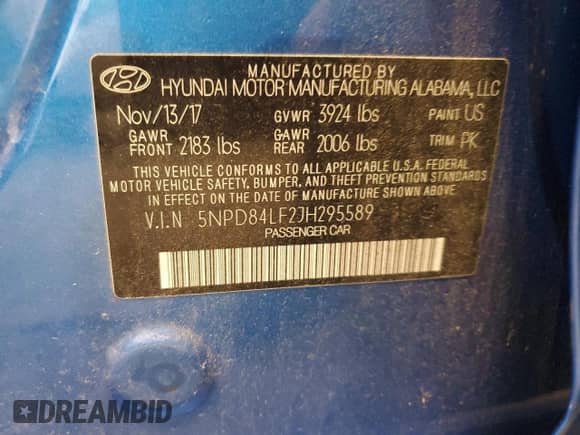 MANUFACTURED BY
HYUNDAI MOTOR MANUFACTURING ALABAMA, LLC
Nov/13/17 GVWR 3924 lbs PAINT US
GAWR FRONT 2183 lbs GAWR REAR 2006 lbs TRIM PK
THIS VEHICLE CONFORMS TO ALL APPLICABLE U.S.A. FEDERAL
MOTOR VEHICLE SAFETY, BUMPER, AND THEFT PREVENTION STANDARDS
IN EFFECT ON THE DATE OF MANUFACTURE SHOWN ABOVE.
V.I.N 5NPD84LF2JH295589
PASSENGER CAR
DREAMBID